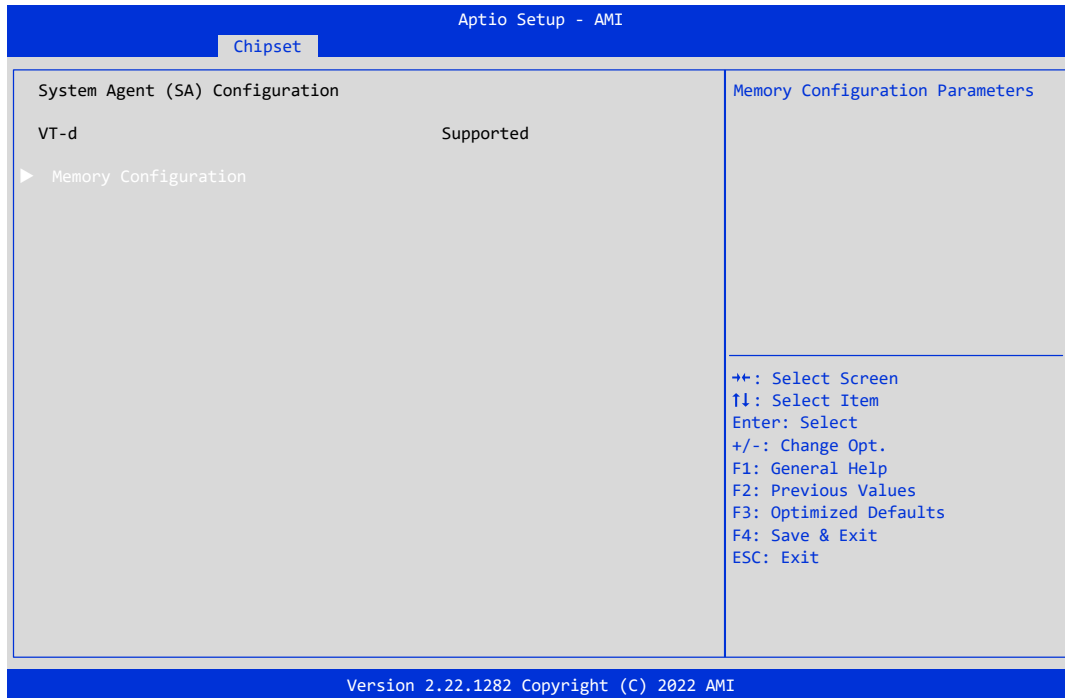 Aptio Setup - AMI
Chipset
System Agent (SA) Configuration
VT-d Supported
▶ Memory Configuration
Memory Configuration Parameters
→←: Select Screen
↑↓: Select Item
Enter: Select
+/-: Change Opt.
F1: General Help
F2: Previous Values
F3: Optimized Defaults
F4: Save & Exit
ESC: Exit
Version 2.22.1282 Copyright (C) 2022 AMI